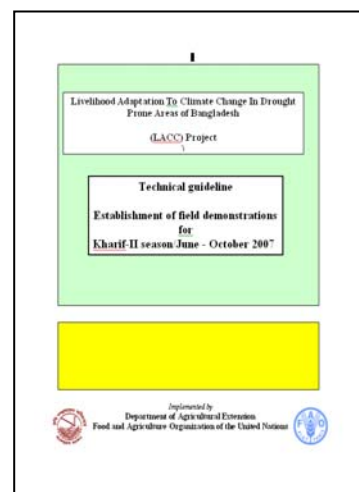 Livelihood Adaptation To Climate Change In Drought
Prone Areas of Bangladesh
(LACC) Project
Technical guideline
Establishment of field demonstrations
for
Kharif-II season/June - October 2007
Implemented by
Department of Agricultural Extension
Food and Agriculture Organization of the United Nations